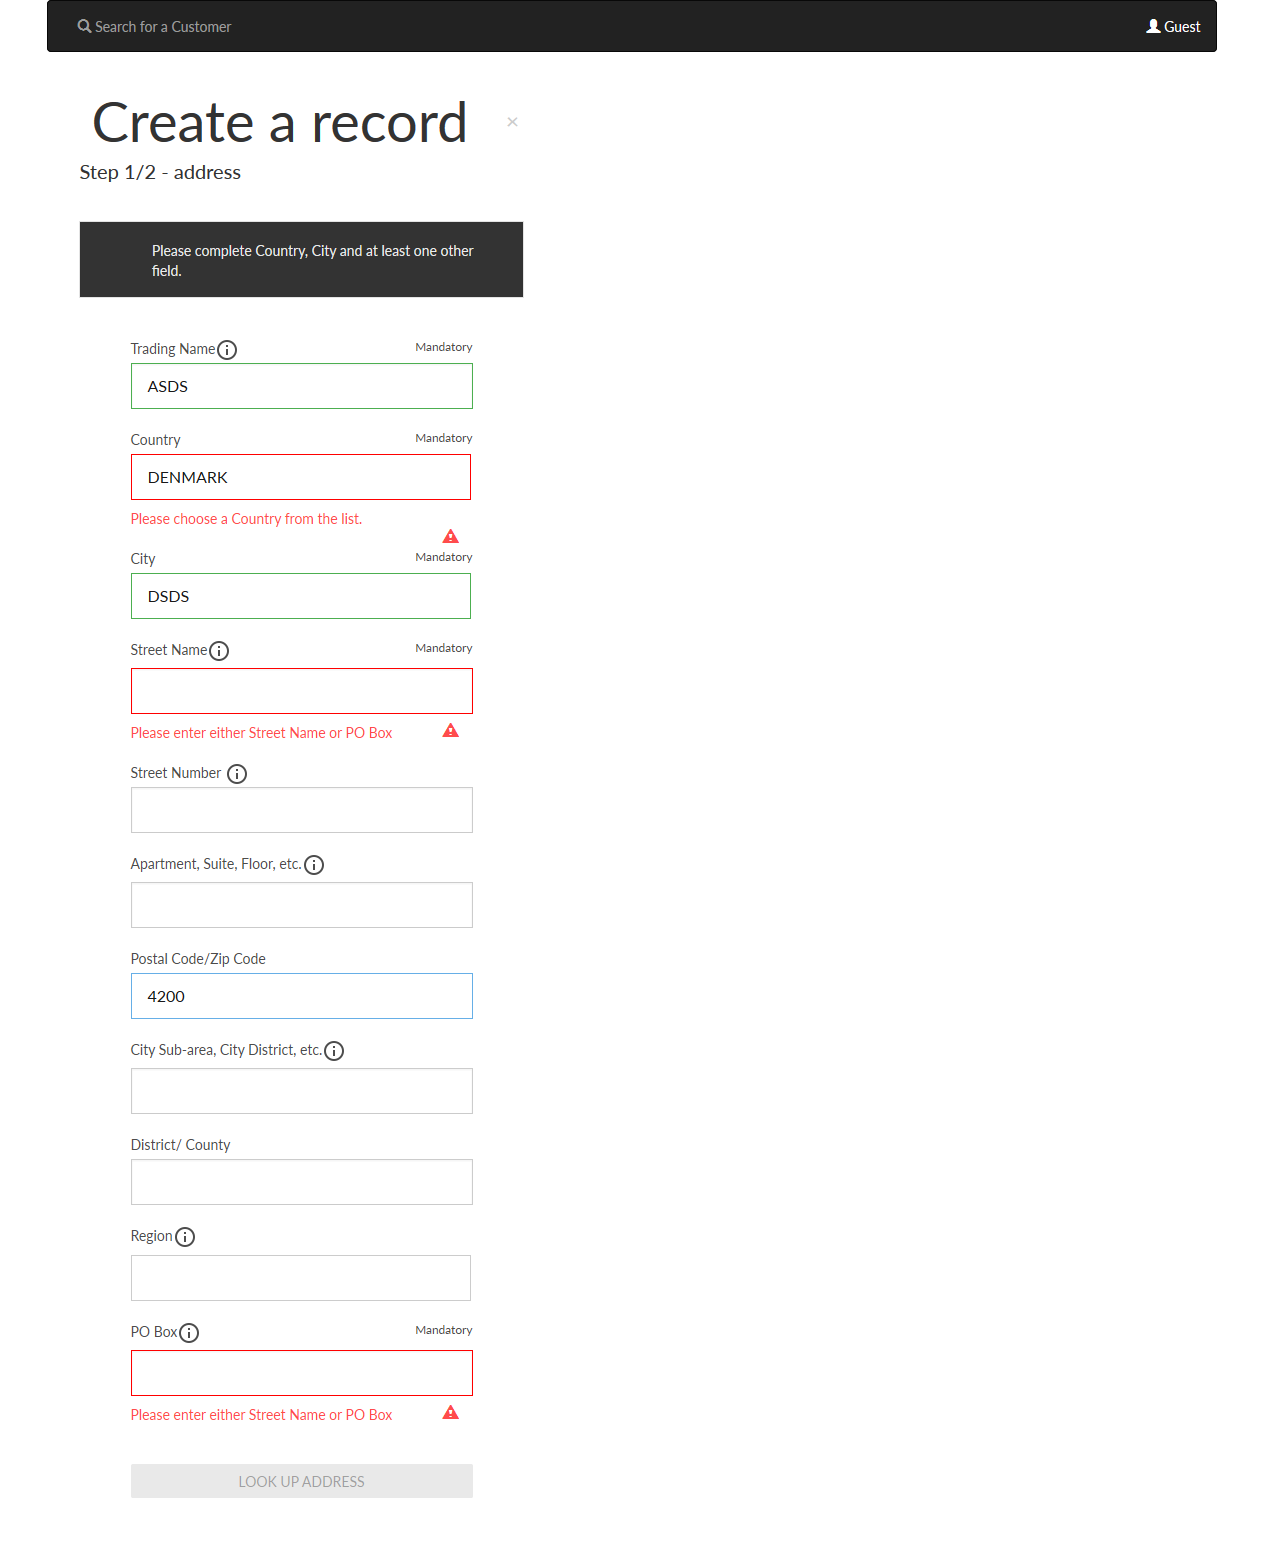 Search for a Customer
Guest
Create a record
×
Step 1/2 - address
Please complete Country, City and at least one other
field.
Trading Name
Mandatory
ASDS
Country
Mandatory
DENMARK
Please choose a Country from the list.
City
Mandatory
DSDS
Street Name
Mandatory
Please enter either Street Name or PO Box
Street Number
Apartment, Suite, Floor, etc.
Postal Code/Zip Code
4200
City Sub-area, City District, etc.
District/ County
Region
PO Box
Mandatory
Please enter either Street Name or PO Box
LOOK UP ADDRESS